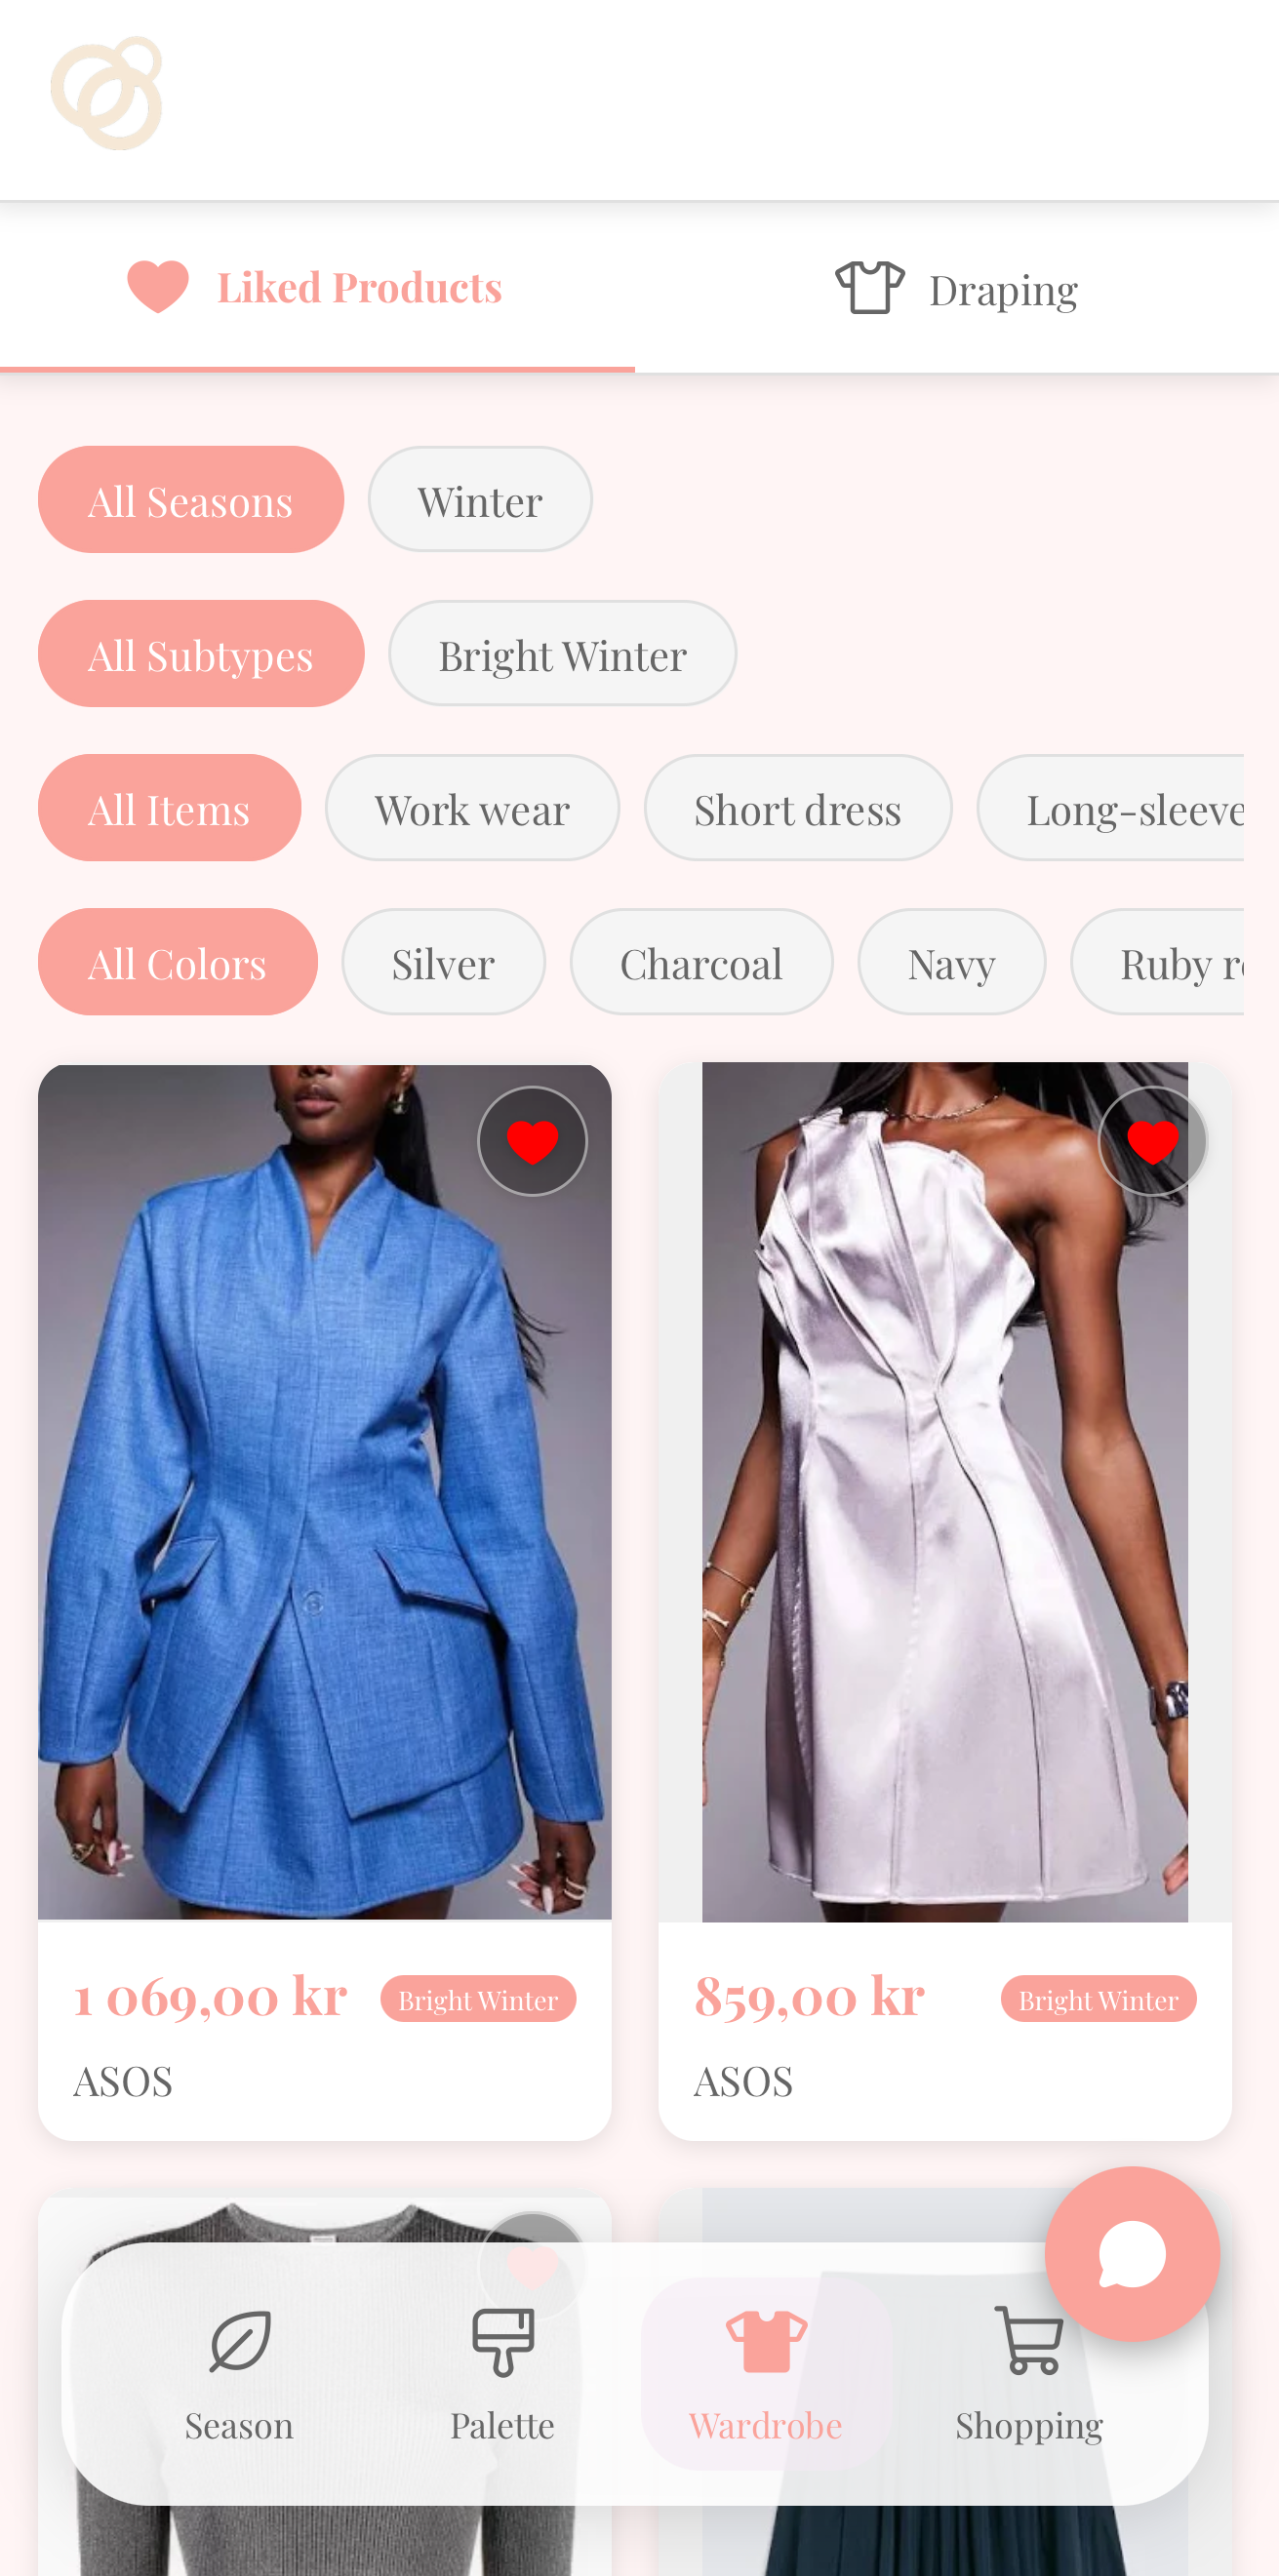 Liked Products
Draping
All Seasons
Winter
All Subtypes
Bright Winter
All Items
Work wear
Short dress
Long-sleeve
All Colors
Silver
Charcoal
Navy
Ruby
1 069,00 kr
Bright Winter
ASOS
859,00 kr
Bright Winter
ASOS
Season
Palette
Wardrobe
Shopping